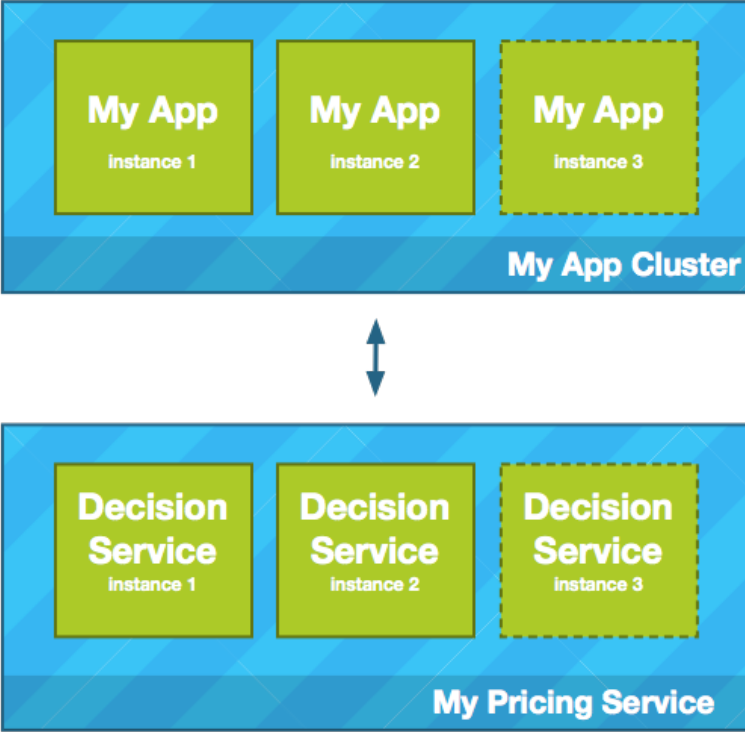 My App
instance 1
My App
instance 2
My App
instance 3
My App Cluster
Decision
Service
instance 1
Decision
Service
instance 2
Decision
Service
instance 3
My Pricing Service